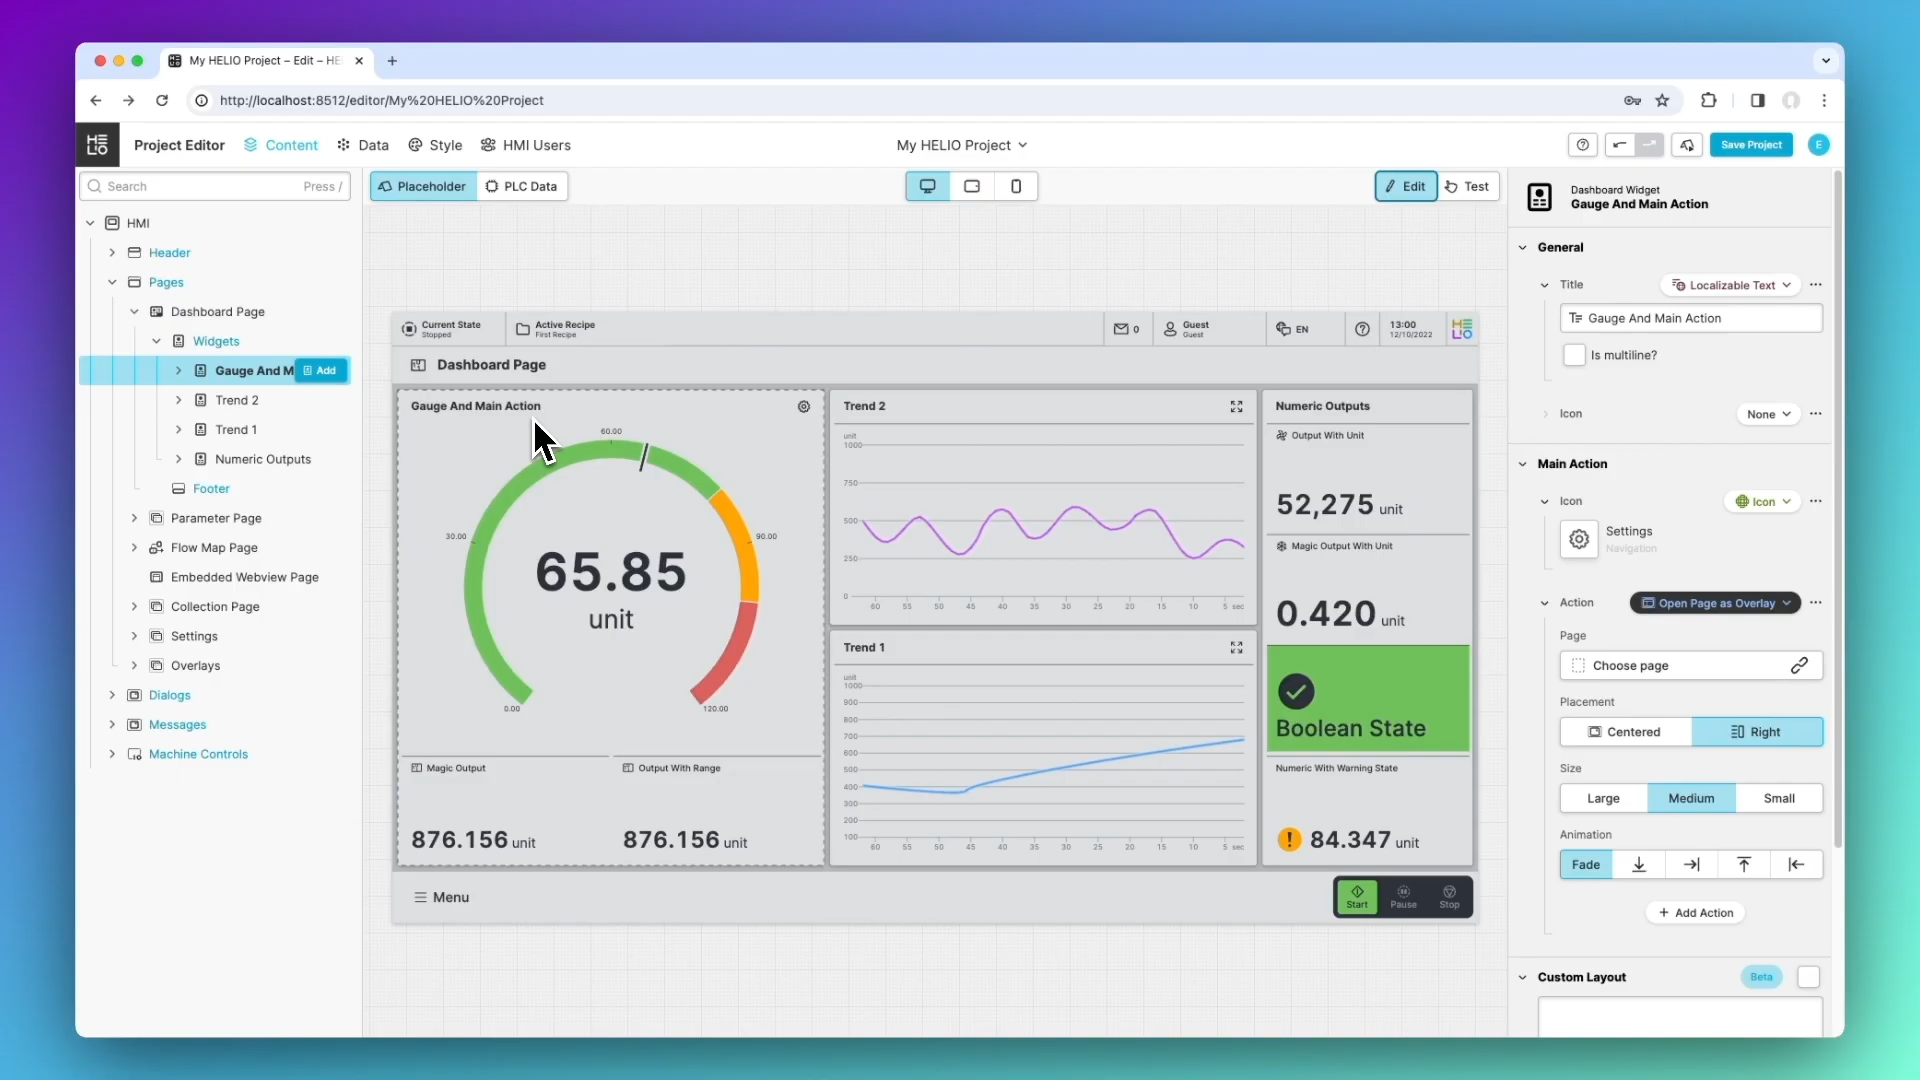 My HELIO Project – Edit – HE
http://localhost:8512/editor/My%20HELIO%20Project
HELIO
Project Editor
Content
Data
Style
HMI Users
My HELIO Project
Save Project
E
Search
Press /
Placeholder
PLC Data
Edit
Test
HMI
Header
Pages
Dashboard Page
Widgets
Gauge And M
Add
Trend 2
Trend 1
Numeric Outputs
Footer
Parameter Page
Flow Map Page
Embedded Webview Page
Collection Page
Settings
Overlays
Dialogs
Messages
Machine Controls
Current State
Stopped
Active Recipe
First Recipe
0
Guest
Guest
EN
13:00
12/10/2022
HELIO
Dashboard Page
Gauge And Main Action
60.00
30.00
90.00
65.85
unit
0.00
120.00
Magic Output
876.156 unit
Output With Range
876.156 unit
Trend 2
unit
1000
750
500
250
0
60 55 50 45 40 35 30 25 20 15 10 5 sec
Trend 1
unit
1000
900
800
700
600
500
400
300
200
100
60 55 50 45 40 35 30 25 20 15 10 5 sec
Numeric Outputs
Output With Unit
52,275 unit
Magic Output With Unit
0.420 unit
Boolean State
Numeric With Warning State
84.347 unit
Menu
Start
Pause
Stop
Dashboard Widget
Gauge And Main Action
General
Title
Localizable Text
Gauge And Main Action
Is multiline?
Icon
None
Main Action
Icon
Icon
Settings
Navigation
Action
Open Page as Overlay
Page
Choose page
Placement
Centered
Right
Size
Large
Medium
Small
Animation
Fade
+ Add Action
Custom Layout
Beta